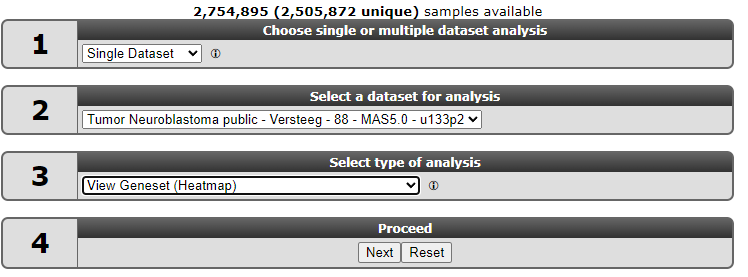 2,754,895 (2,505,872 unique) samples available
1
Choose single or multiple dataset analysis
Single Dataset
2
Select a dataset for analysis
Tumor Neuroblastoma public - Versteeg - 88 - MAS5.0 - u133p2
3
Select type of analysis
View Geneset (Heatmap)
4
Proceed
Next Reset